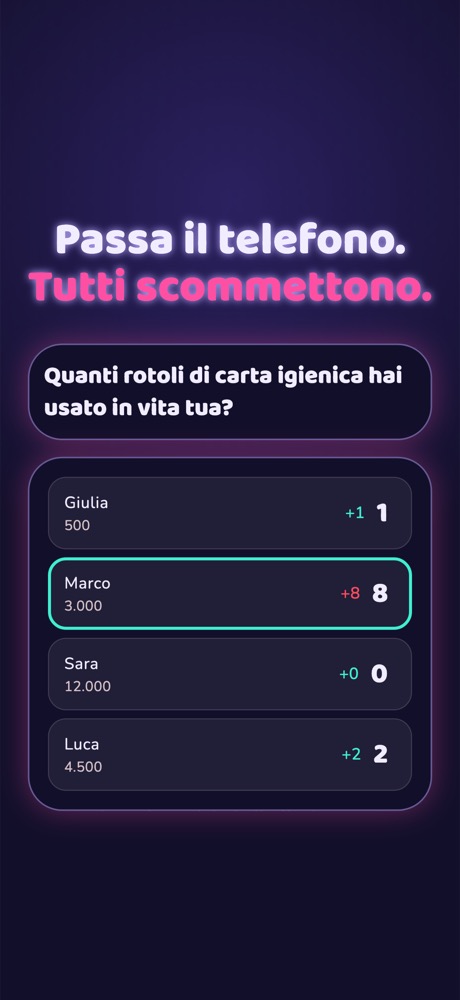 Passa il telefono.
Tutti scommettono.
Quanti rotoli di carta igienica hai
usato in vita tua?
Giulia
500
+1 1
Marco
3.000
+8 8
Sara
12.000
+0 0
Luca
4.500
+2 2